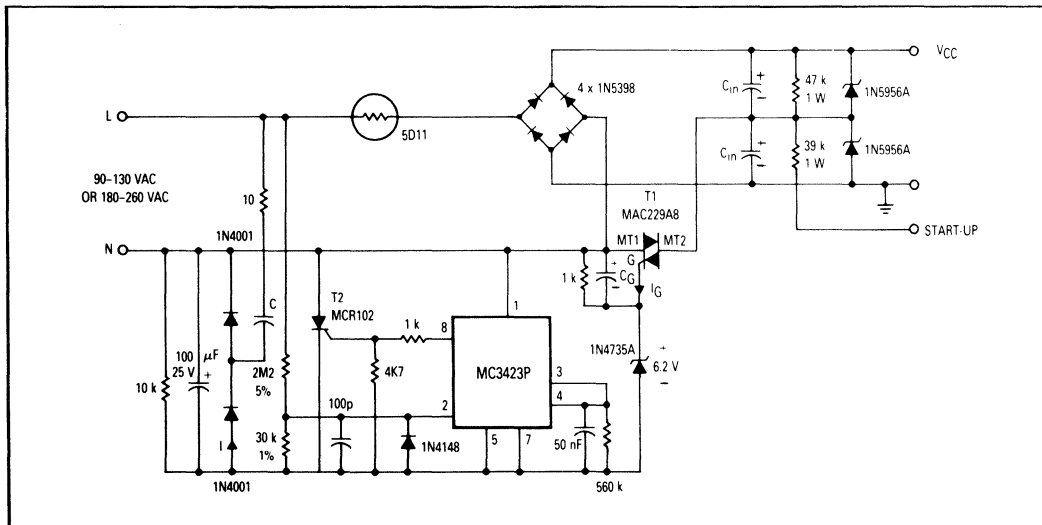 VCC
4 x 1N5398
Cin
+
−
47 k
1 W
1N5956A
L
5D11
Cin
+
−
39 k
1 W
1N5956A
90–130 VAC
OR 180–260 VAC
10
T1
MAC229A8
START-UP
1N4001
N
MT1
MT2
G
1 k
+
CG
−
IG
1
C
T2
MCR102
1 k
8
100
µF
25 V
+
10 k
2M2
5%
4K7
MC3423P
3
4
1N4735A
+
6.2 V
−
100p
2
30 k
1%
I
1N4148
5
7
50 nF
1N4001
560 k